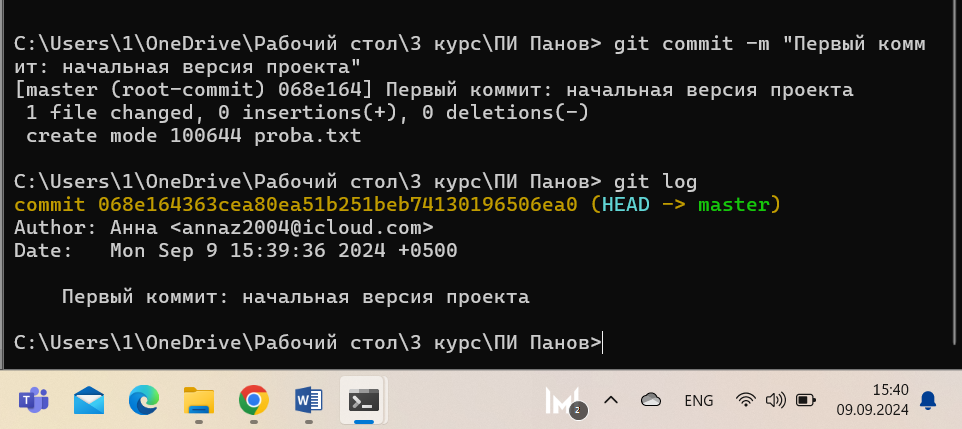 C:\Users\1\OneDrive\Рабочий стол\3 курс\ПИ Панов> git commit -m "Первый комм
ит: начальная версия проекта"
[master (root-commit) 068e164] Первый коммит: начальная версия проекта
 1 file changed, 0 insertions(+), 0 deletions(-)
 create mode 100644 proba.txt
C:\Users\1\OneDrive\Рабочий стол\3 курс\ПИ Панов> git log
commit 068e164363cea80ea51b251beb74130196506ea0 (HEAD -> master)
Author: Анна <annaz2004@icloud.com>
Date:   Mon Sep 9 15:39:36 2024 +0500
    Первый коммит: начальная версия проекта
C:\Users\1\OneDrive\Рабочий стол\3 курс\ПИ Панов>
2
ENG
15:40
09.09.2024